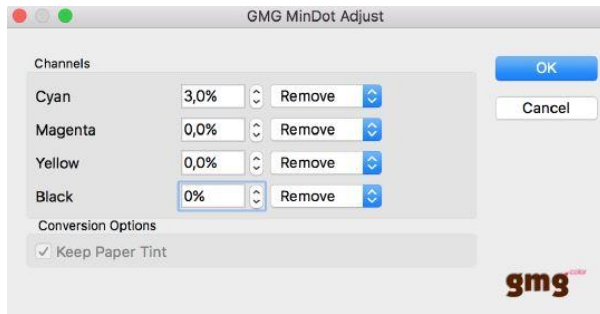 GMG MinDot Adjust
Channels
Cyan 3,0% Remove
Magenta 0,0% Remove
Yellow 0,0% Remove
Black 0% Remove
Conversion Options
Keep Paper Tint
OK
Cancel
gmg color